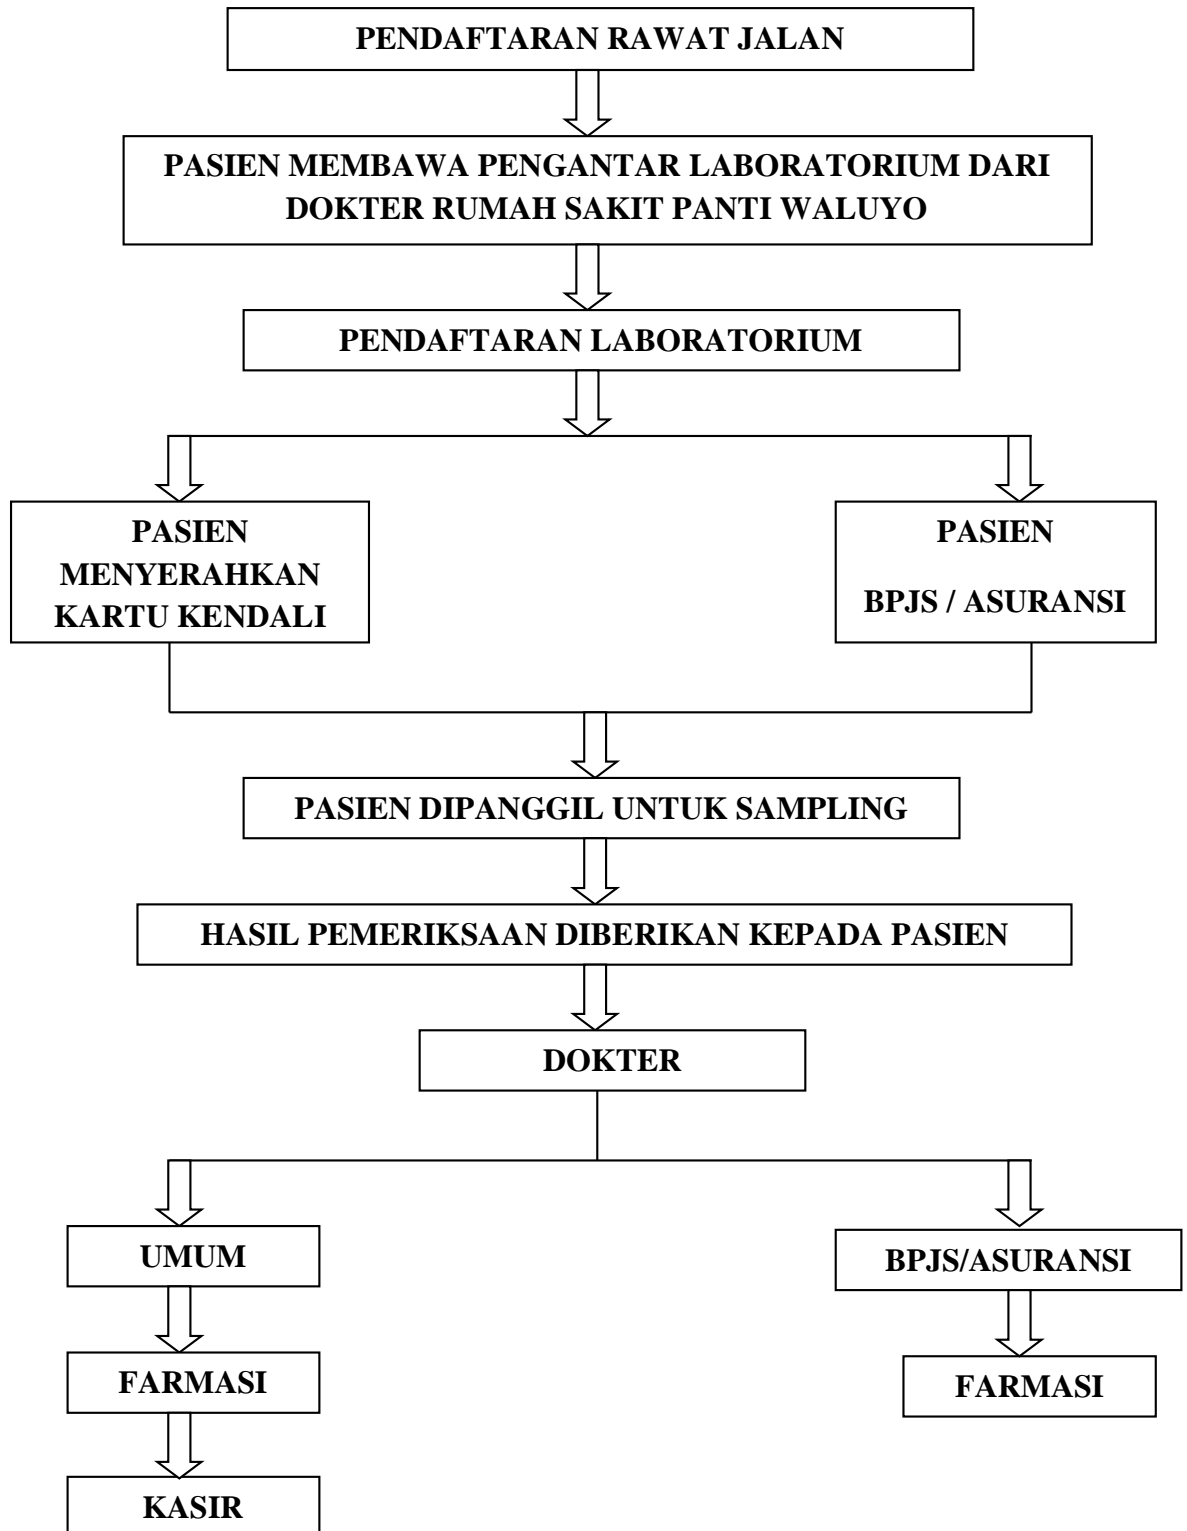 PENDAFTARAN RAWAT JALAN
PASIEN MEMBAWA PENGANTAR LABORATORIUM DARI
DOKTER RUMAH SAKIT PANTI WALUYO
PENDAFTARAN LABORATORIUM
PASIEN
MENYERAHKAN
KARTU KENDALI
PASIEN
BPJS / ASURANSI
PASIEN DIPANGGIL UNTUK SAMPLING
HASIL PEMERIKSAAN DIBERIKAN KEPADA PASIEN
DOKTER
UMUM
BPJS/ASURANSI
FARMASI
FARMASI
KASIR